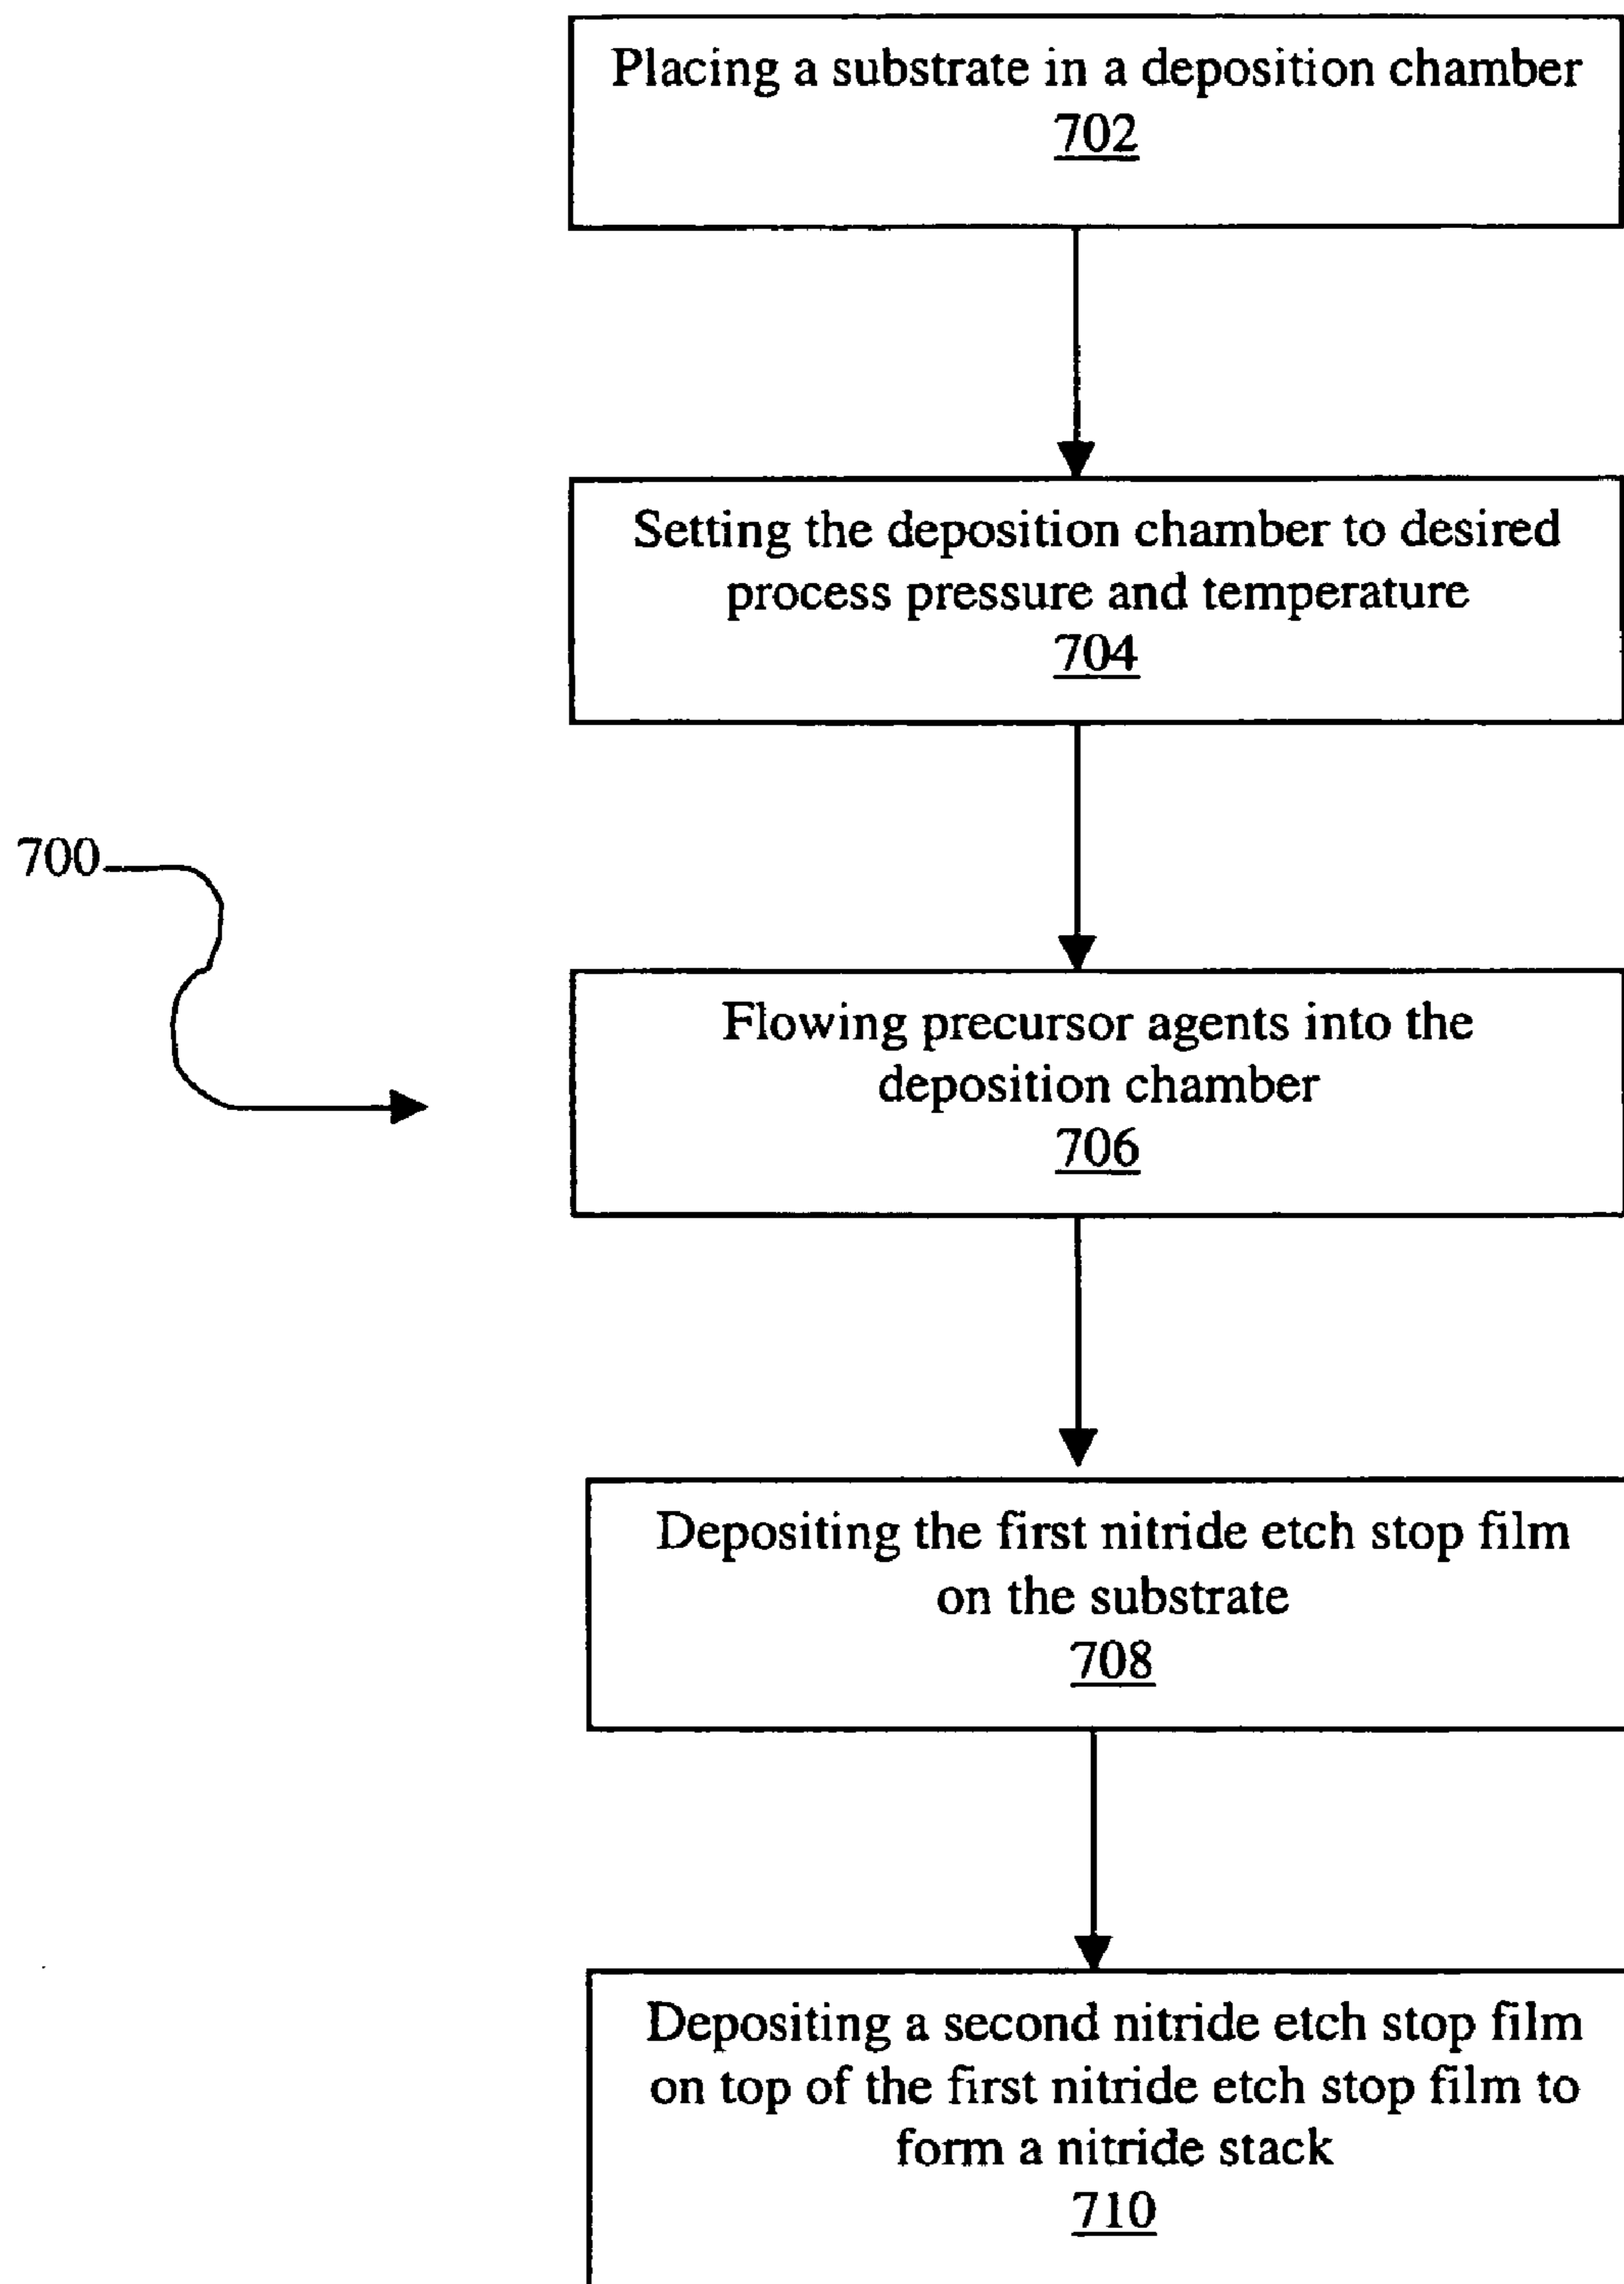 Placing a substrate in a deposition chamber
702
Setting the deposition chamber to desired
process pressure and temperature
704
700
Flowing precursor agents into the
deposition chamber
706
Depositing the first nitride etch stop film
on the substrate
708
Depositing a second nitride etch stop film
on top of the first nitride etch stop film to
form a nitride stack
710